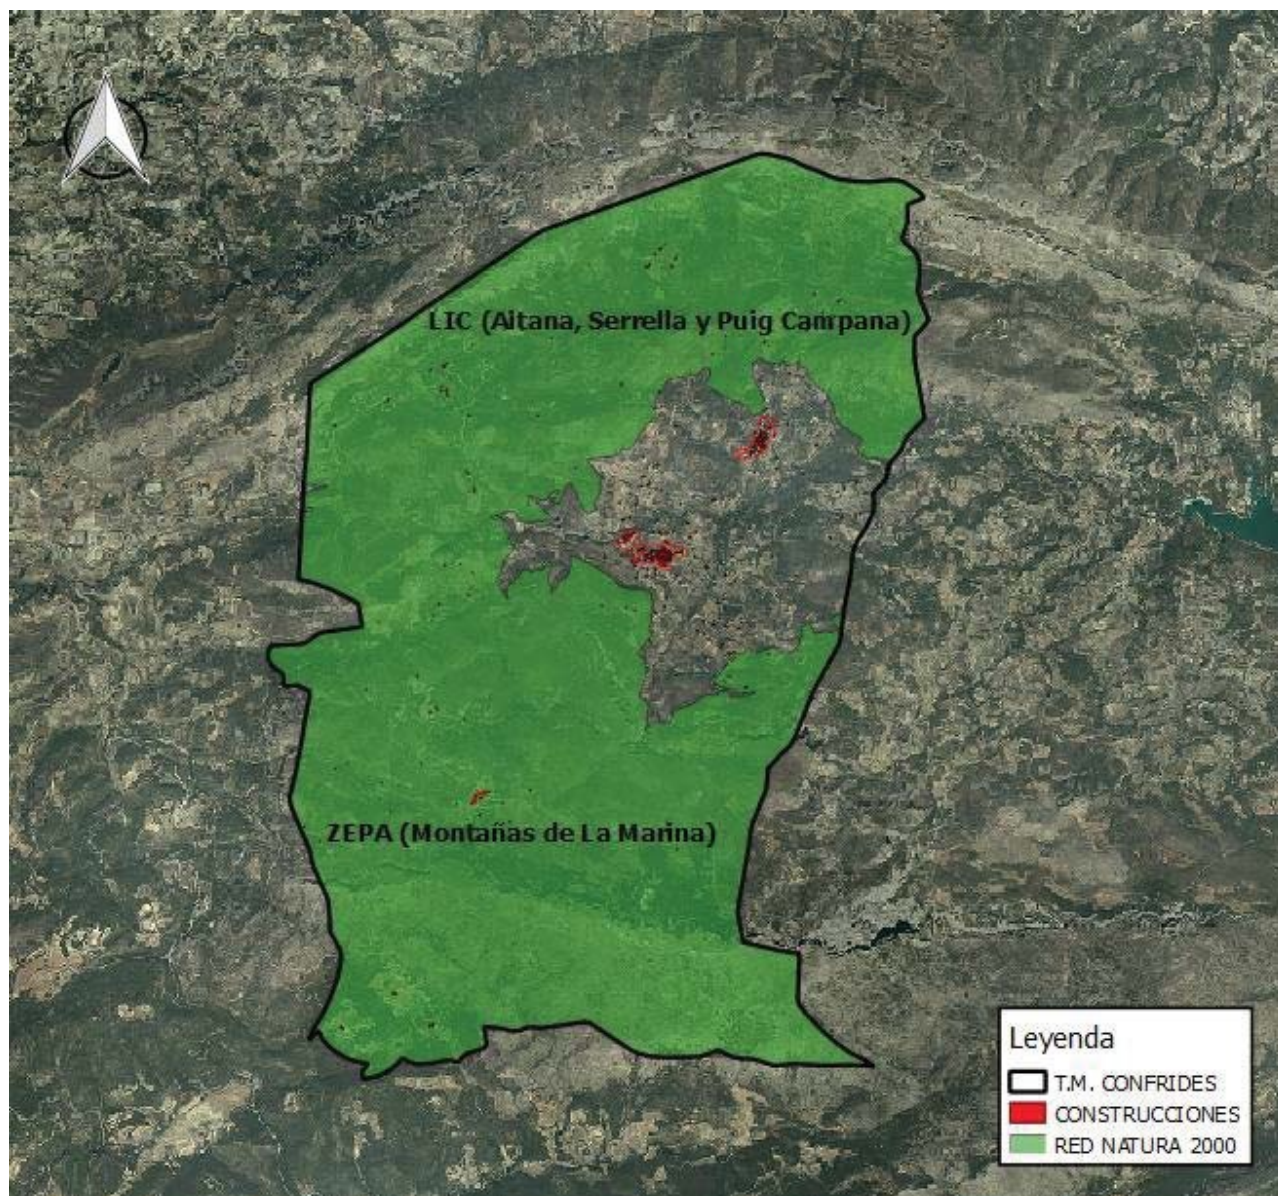 LIC (Aitana, Serrella y Puig Campana)
ZEPA (Montañas de La Marina)
Leyenda
T.M. CONFRIDES
CONSTRUCCIONES
RED NATURA 2000